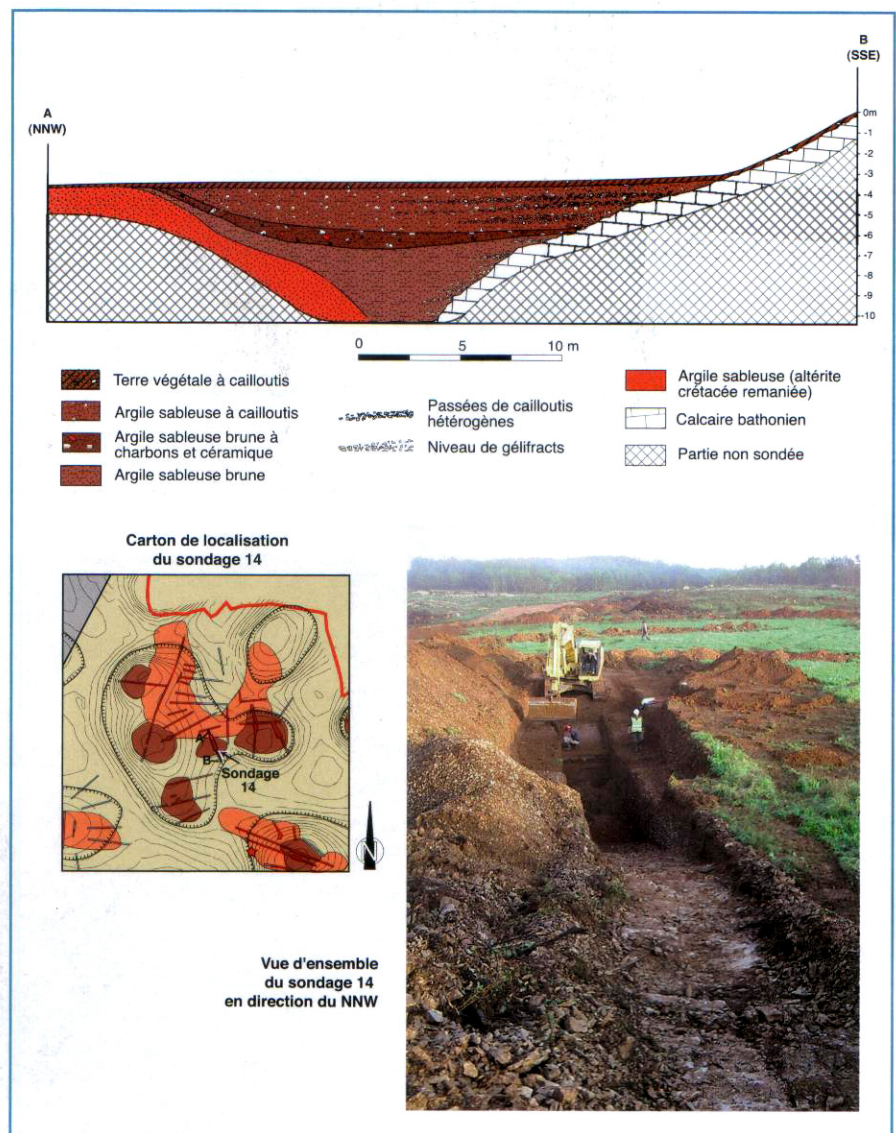 B
(SSE)
A
(NNW)
0m
-1
-2
-3
-4
-5
-6
-7
-8
-9
-10
0 5 10 m
Terre végétale à cailloutis
Argile sableuse à cailloutis
Argile sableuse brune à
charbons et céramique
Argile sableuse brune
Passées de cailloutis
hétérogènes
Niveau de gélifracts
Argile sableuse (altérite
crétacée remaniée)
Calcaire bathonien
Partie non sondée
Carton de localisation
du sondage 14
A
B
Sondage
14
N
Vue d'ensemble
du sondage 14
en direction du NNW